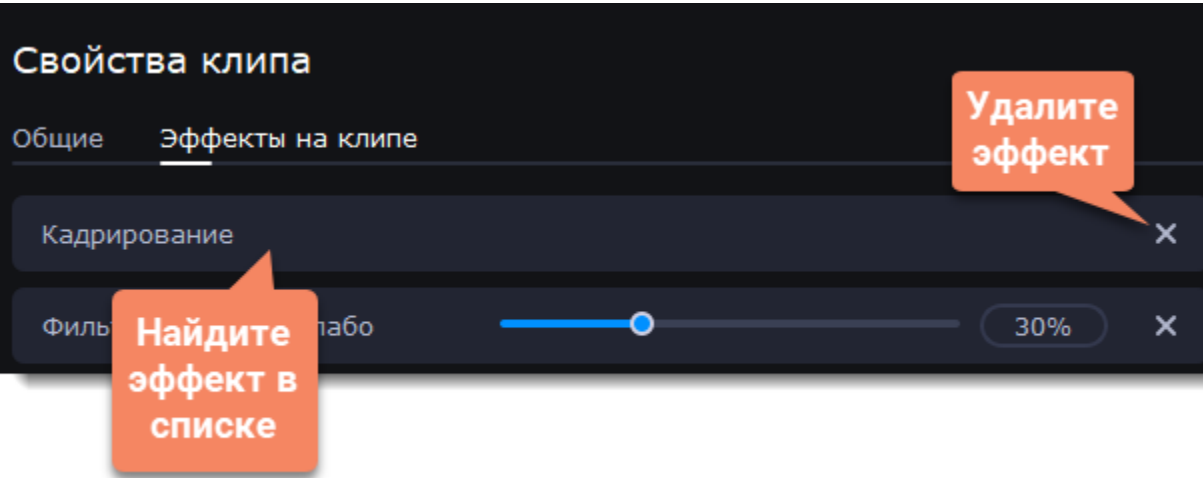 Свойства клипа
Удалите
эффект
Общие Эффекты на клипе
Кадрирование
30%
Найдите
эффект в
списке